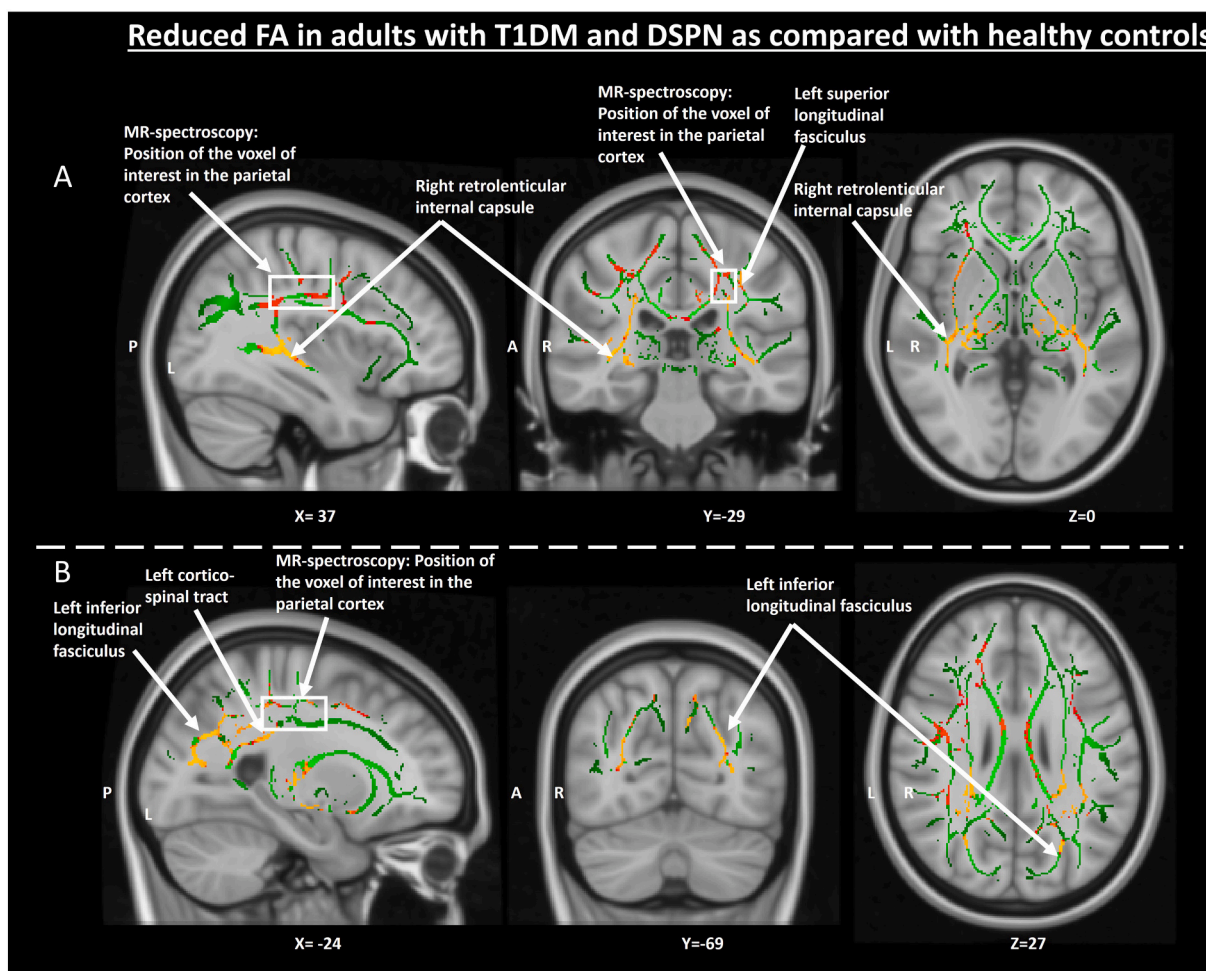 Reduced FA in adults with T1DM and DSPN as compared with healthy controls
MR-spectroscopy:
Position of the voxel of
interest in the parietal
cortex
MR-spectroscopy:
Position of the voxel of
interest in the parietal
cortex
Left superior
longitudinal
fasciculus
A
Right retrolenticular
internal capsule
Right retrolenticular
internal capsule
P
L
A
R
L
R
X= 37
Y=-29
Z=0
B
Left cortico-
spinal tract
MR-spectroscopy: Position of
the voxel of interest in the
parietal cortex
Left inferior
longitudinal
fasciculus
Left inferior
longitudinal fasciculus
P
L
A
R
L
R
X= -24
Y=-69
Z=27